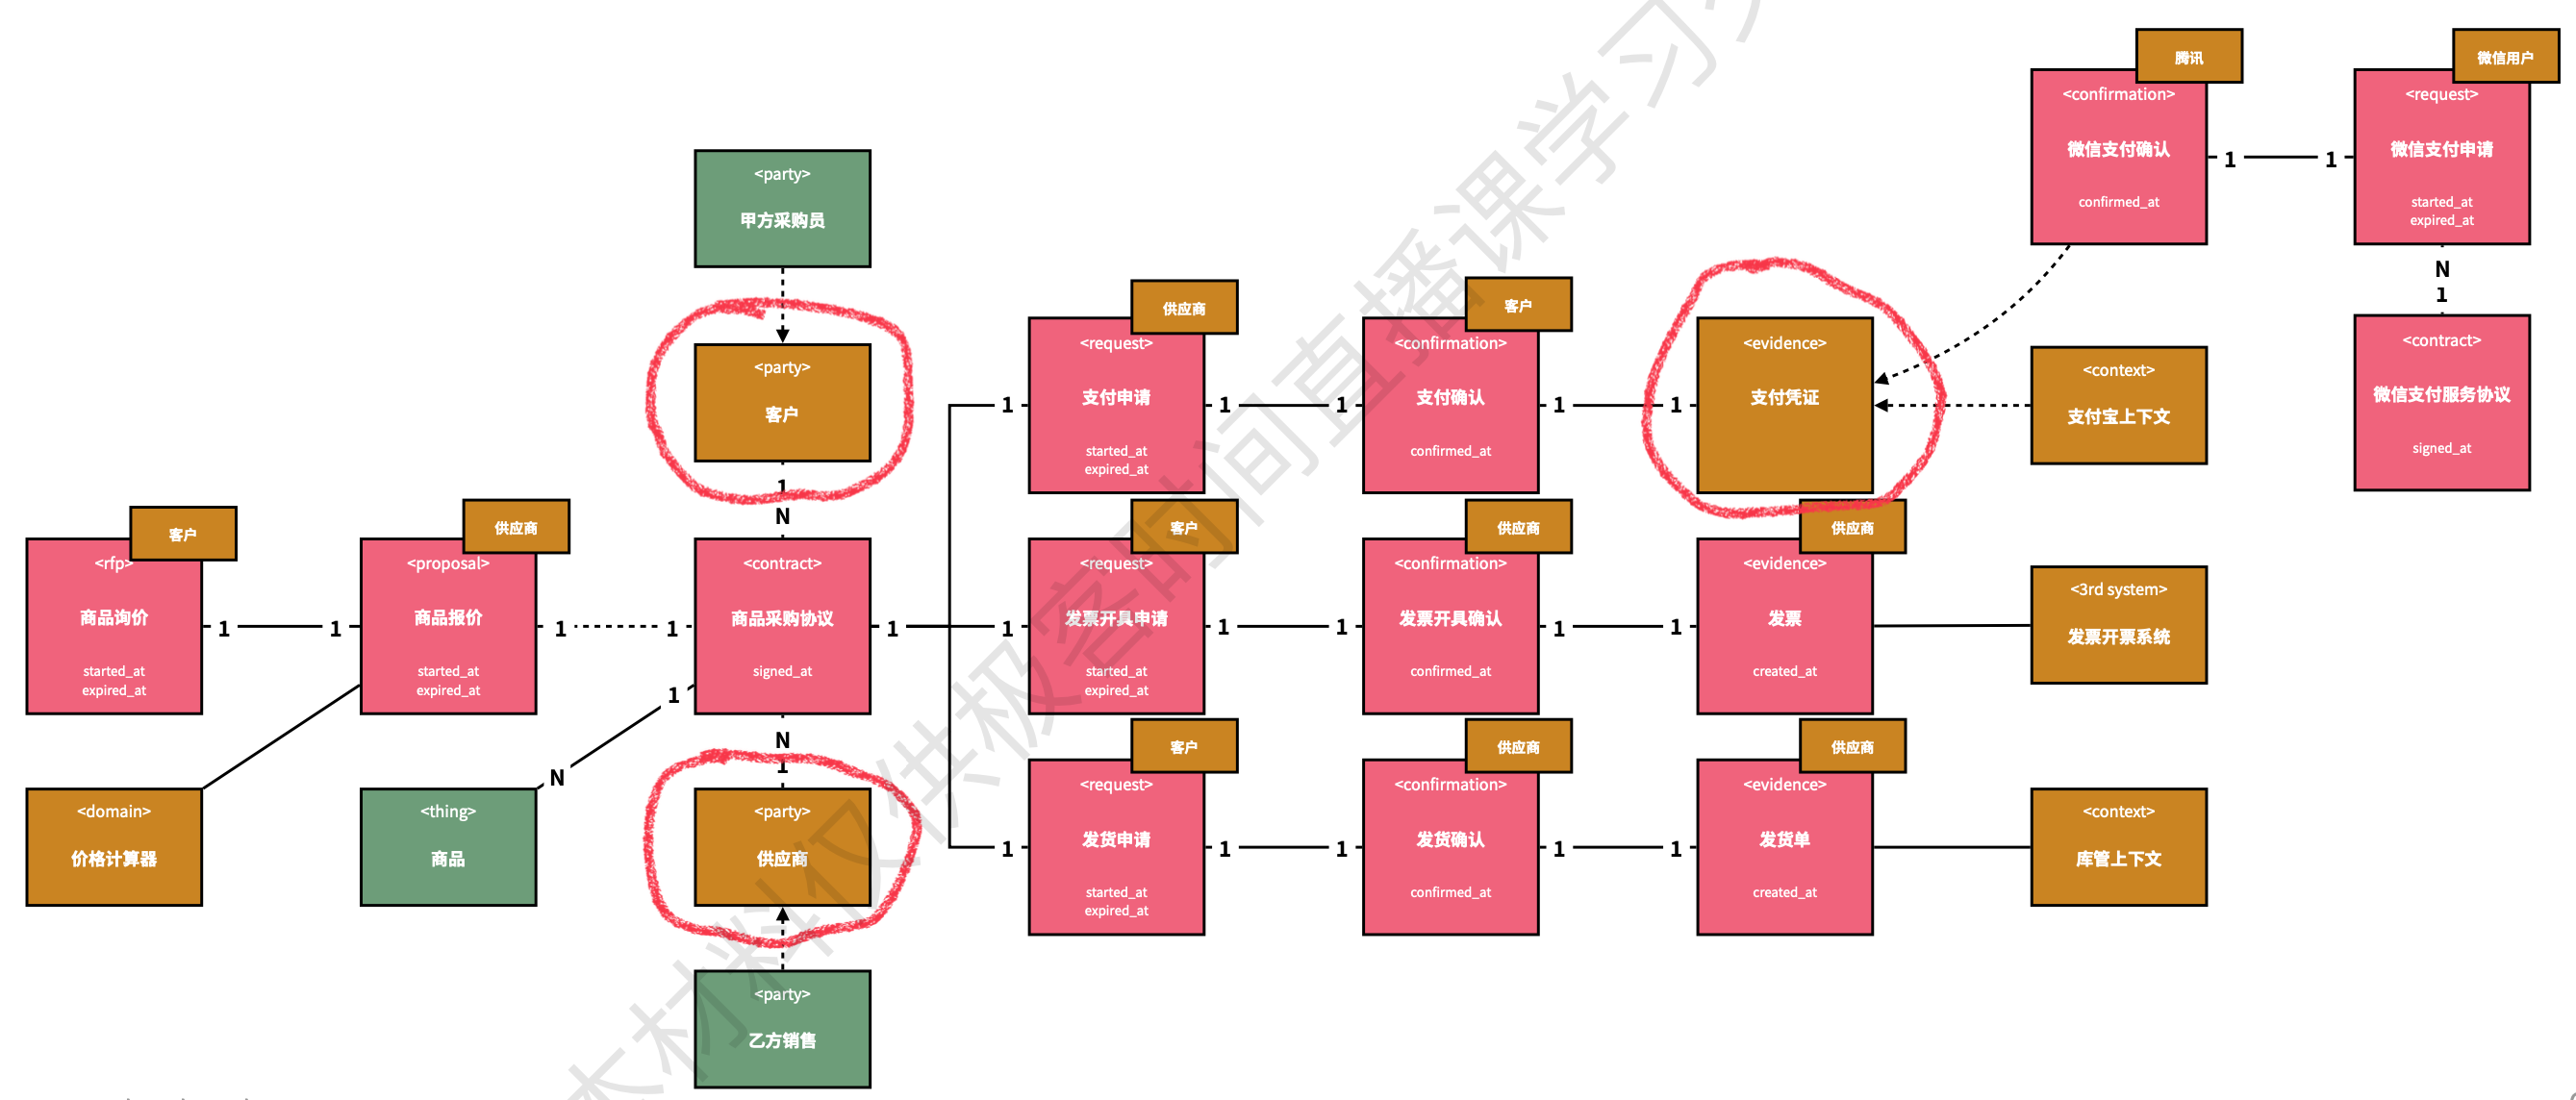 腾讯
<confirmation>
微信支付确认
confirmed_at
1
1
微信用户
<request>
微信支付申请
started_at
expired_at
N
1
<contract>
微信支付服务协议
signed_at
<party>
甲方采购员
<party>
客户
1
N
供应商
<request>
支付申请
started_at
expired_at
1
1
1
客户
<confirmation>
支付确认
confirmed_at
1
1
<evidence>
支付凭证
<context>
支付宝上下文
客户
<rfp>
商品询价
started_at
expired_at
1
1
供应商
<proposal>
商品报价
started_at
expired_at
1
1
<contract>
商品采购协议
signed_at
1
1
客户
<request>
发票开具申请
started_at
expired_at
1
1
供应商
<confirmation>
发票开具确认
confirmed_at
1
1
供应商
<evidence>
发票
created_at
<3rd system>
发票开票系统
1
N
N
1
<domain>
价格计算器
<thing>
商品
<party>
供应商
1
客户
<request>
发货申请
started_at
expired_at
1
1
供应商
<confirmation>
发货确认
confirmed_at
1
1
供应商
<evidence>
发货单
created_at
<context>
库管上下文
<party>
乙方销售
本材料仅供极客时间直播课学习